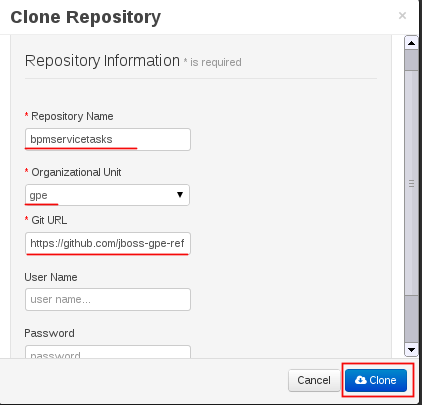 Clone Repository ×
Repository Information * is required
* Repository Name
bpmservicetasks
* Organizational Unit
gpe
* Git URL
https://github.com/jboss-gpe-ref
User Name
user name...
Password
password
Cancel Clone